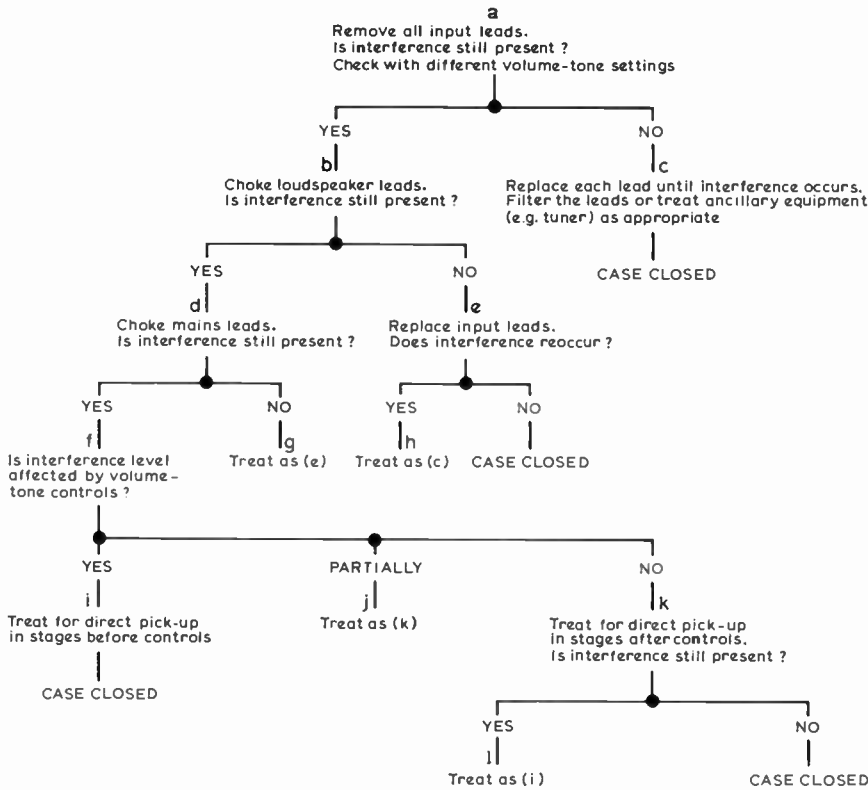 a
Remove all input leads.
Is interference still present ?
Check with different volume-tone settings
YES
NO
b
Choke loudspeaker leads.
Is interference still present ?
c
Replace each lead until interference occurs.
Filter the leads or treat ancillary equipment
(e.g. tuner) as appropriate
CASE CLOSED
YES
NO
d
Choke mains leads.
Is interference still present ?
e
Replace input leads.
Does interference reoccur ?
YES
NO
YES
NO
f
Is interference level
affected by volume-
tone controls ?
g
Treat as (e)
h
Treat as (c)
CASE CLOSED
YES
PARTIALLY
NO
i
Treat for direct pick-up
in stages before controls
CASE CLOSED
j
Treat as (k)
k
Treat for direct pick-up
in stages after controls.
Is interference still present ?
YES
NO
l
Treat as (i)
CASE CLOSED